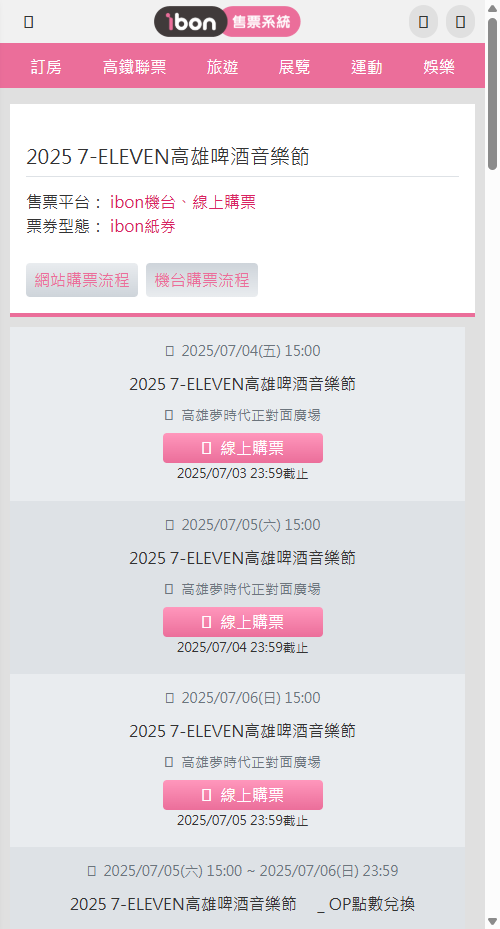 ibon 售票系統
訂房 高鐵聯票 旅遊 展覽 運動 娛樂
2025 7-ELEVEN高雄啤酒音樂節
售票平台： ibon機台、線上購票
票券型態： ibon紙券
網站購票流程 機台購票流程
2025/07/04(五) 15:00
2025 7-ELEVEN高雄啤酒音樂節
高雄夢時代正對面廣場
線上購票
2025/07/03 23:59截止
2025/07/05(六) 15:00
2025 7-ELEVEN高雄啤酒音樂節
高雄夢時代正對面廣場
線上購票
2025/07/04 23:59截止
2025/07/06(日) 15:00
2025 7-ELEVEN高雄啤酒音樂節
高雄夢時代正對面廣場
線上購票
2025/07/05 23:59截止
2025/07/05(六) 15:00 ~ 2025/07/06(日) 23:59
2025 7-ELEVEN高雄啤酒音樂節 _ OP點數兌換